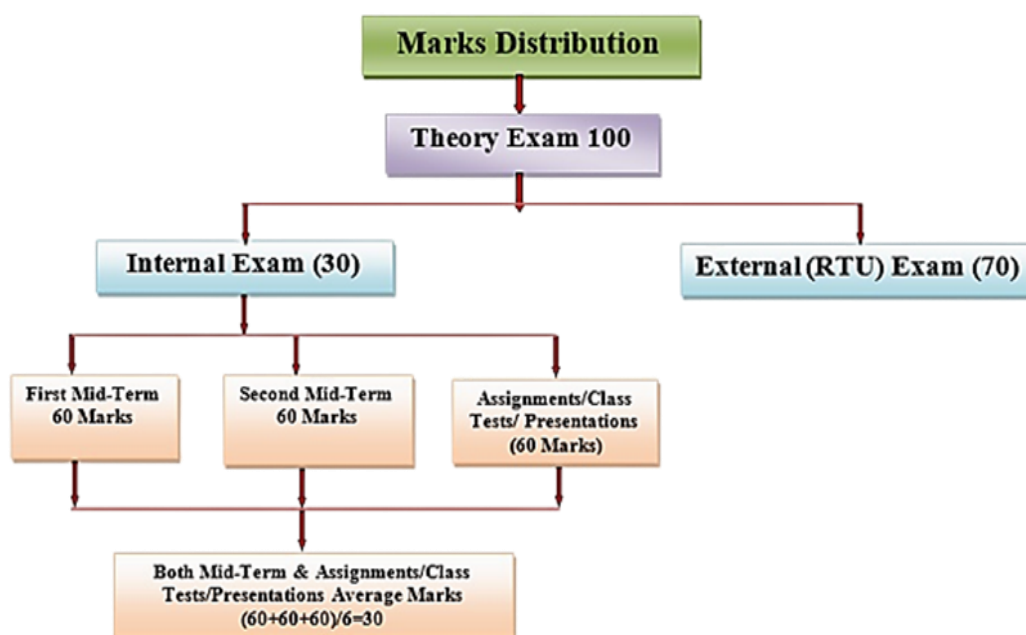 Marks Distribution
Theory Exam 100
Internal Exam (30)
External (RTU) Exam (70)
First Mid-Term
60 Marks
Second Mid-Term
60 Marks
Assignments/Class
Tests/ Presentations
(60 Marks)
Both Mid-Term & Assignments/Class
Tests/Presentations Average Marks
(60+60+60)/6=30